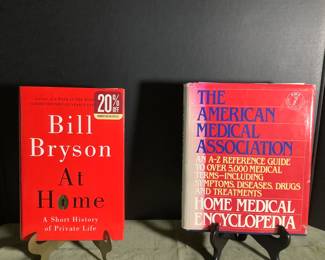 20%
OFF
Bill
Bryson
At
Home
A Short History
of Private Life
THE
AMERICAN
MEDICAL
ASSOCIATION
AN A-Z REFERENCE GUIDE
TO OVER 5,000 MEDICAL
TERMS—INCLUDING
SYMPTOMS, DISEASES, DRUGS
AND TREATMENTS
HOME MEDICAL
ENCYCLOPEDIA